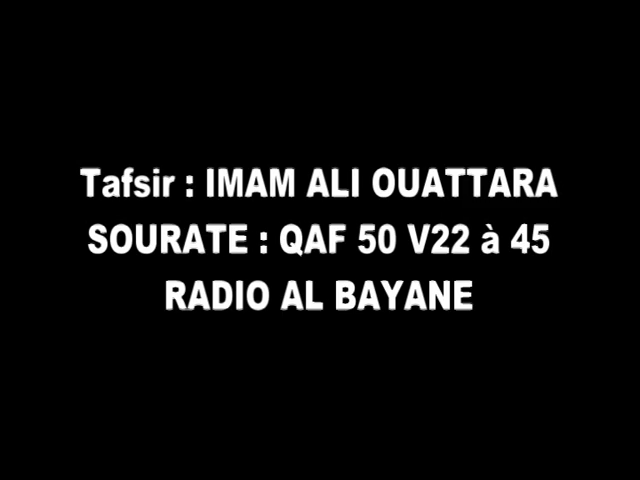 Tafsir : IMAM ALI OUATTARA
SOURATE : QAF 50 V22 à 45
RADIO AL BAYANE